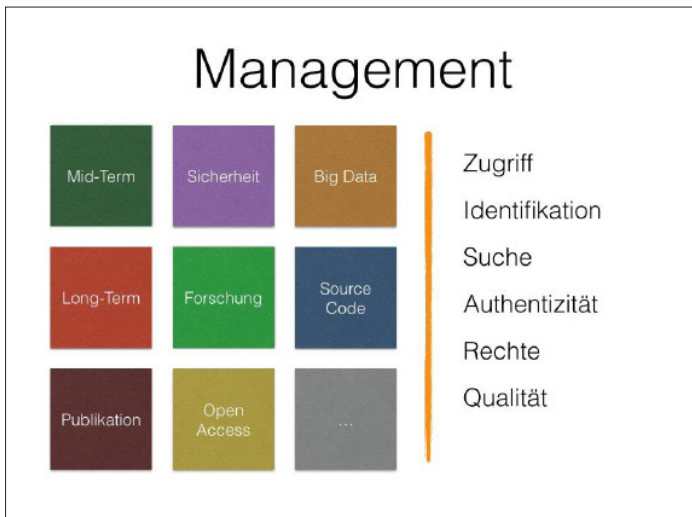 Management
Mid-Term
Sicherheit
Big Data
Long-Term
Forschung
Source
Code
Publikation
Open
Access
...
Zugriff
Identifikation
Suche
Authentizität
Rechte
Qualität